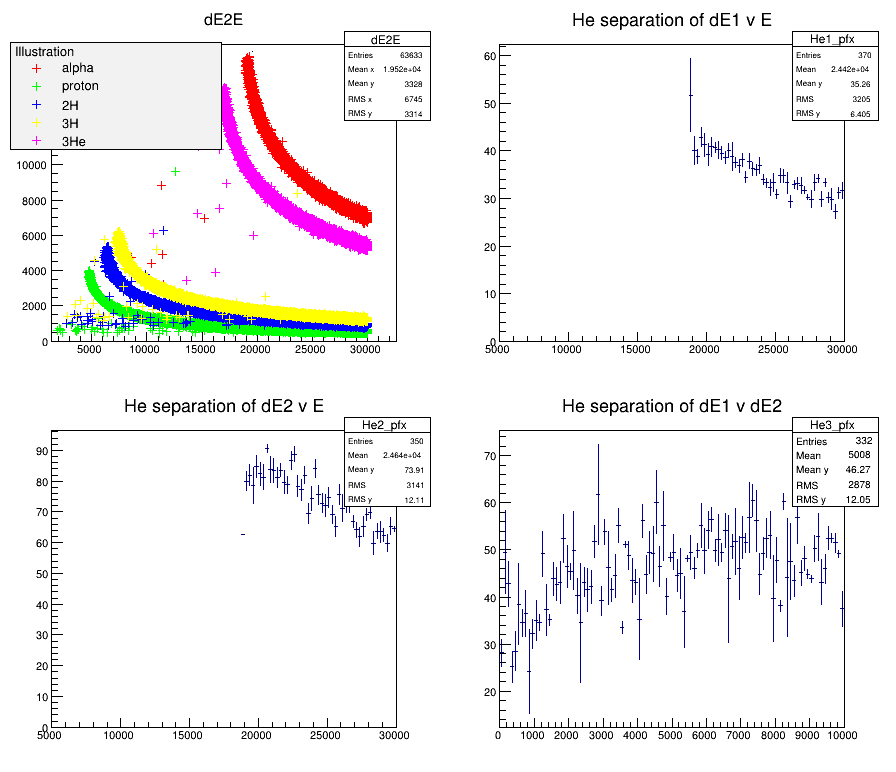 dE2E
Illustration
alpha
proton
2H
3H
3He
dE2E
Entries 63633
Mean x 1.952e+04
Mean y 3328
RMS x 6745
RMS y 3314
10000
8000
6000
4000
2000
0
5000 10000 15000 20000 25000 30000
He separation of dE1 v E
He1_pfx
Entries 370
Mean 2.442e+04
Mean y 35.26
RMS 3205
RMS y 6.405
60
50
40
30
20
10
0
5000 10000 15000 20000 25000 30000
He separation of dE2 v E
He2_pfx
Entries 350
Mean 2.464e+04
Mean y 73.91
RMS 3141
RMS y 12.11
90
80
70
60
50
40
30
20
10
0
5000 10000 15000 20000 25000 30000
He separation of dE1 v dE2
He3_pfx
Entries 332
Mean 5008
Mean y 46.27
RMS 2878
RMS y 12.05
70
60
50
40
30
20
0 1000 2000 3000 4000 5000 6000 7000 8000 9000 10000